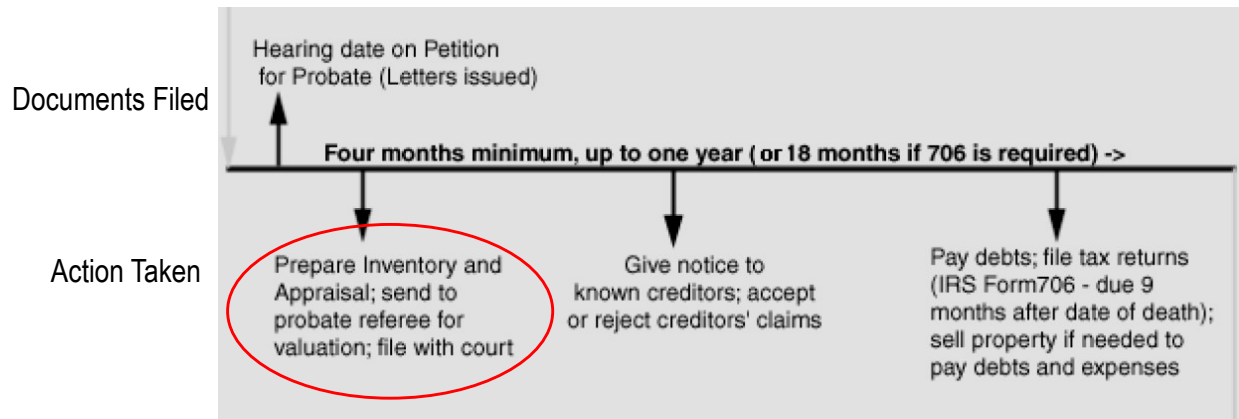 Hearing date on Petition
for Probate (Letters issued)
Documents Filed
Four months minimum, up to one year (or 18 months if 706 is required) ->
Action Taken
Prepare Inventory and
Appraisal; send to
probate referee for
valuation; file with court
Give notice to
known creditors; accept
or reject creditors' claims
Pay debts; file tax returns
(IRS Form706 - due 9
months after date of death);
sell property if needed to
pay debts and expenses